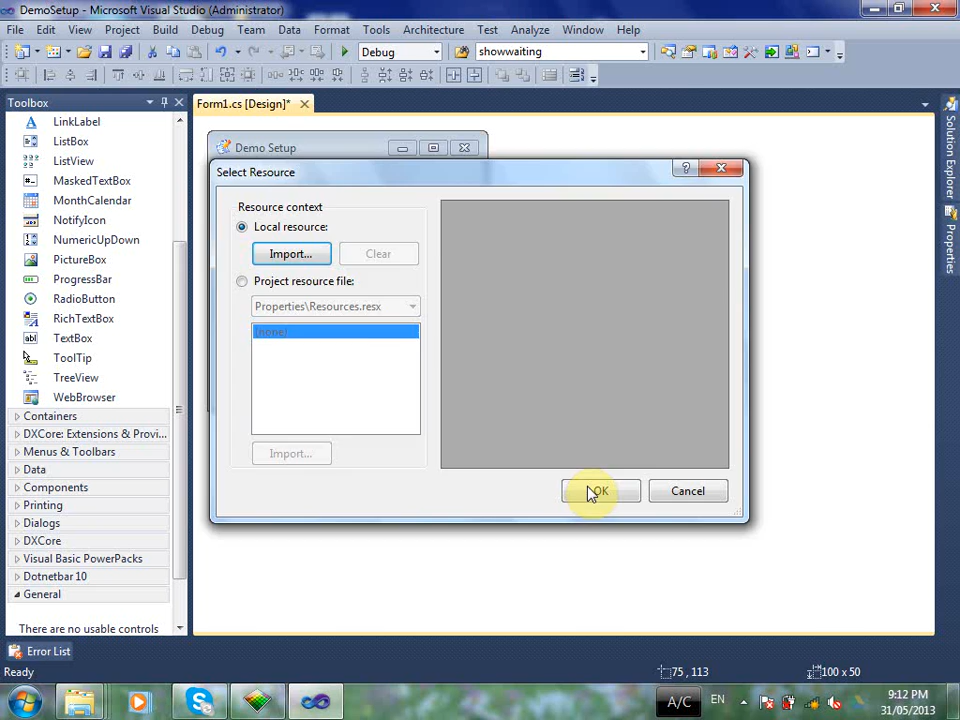 DemoSetup - Microsoft Visual Studio (Administrator)
File Edit View Project Build Debug Team Data Format Tools Architecture Test Analyze Window Help
Debug showwaiting
Toolbox
Form1.cs [Design]*
LinkLabel
ListBox
ListView
MaskedTextBox
MonthCalendar
NotifyIcon
NumericUpDown
PictureBox
ProgressBar
RadioButton
RichTextBox
TextBox
ToolTip
TreeView
WebBrowser
Containers
DXCore: Extensions & Provi...
Menus & Toolbars
Data
Components
Printing
Dialogs
DXCore
Visual Basic PowerPacks
Dotnetbar 10
General
There are no usable controls
Demo Setup
Select Resource
Resource context
Local resource:
Import... Clear
Project resource file:
Properties\Resources.resx
(none)
Import...
OK Cancel
Solution Explorer
Properties
Error List
Ready 75 , 113 100 x 50
A/C EN 9:12 PM
31/05/2013